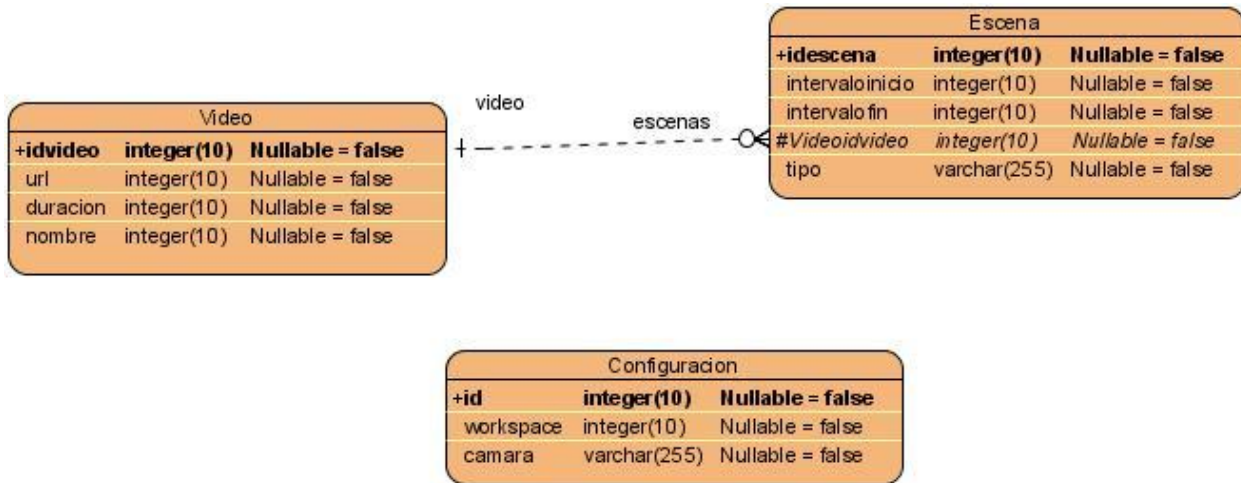 Video
+idvideo integer(10) Nullable = false
url integer(10) Nullable = false
duracion integer(10) Nullable = false
nombre integer(10) Nullable = false
video
escenas
Escena
+idescena integer(10) Nullable = false
intervaloinicio integer(10) Nullable = false
intervalofin integer(10) Nullable = false
#Videoidvideo integer(10) Nullable = false
tipo varchar(255) Nullable = false
Configuracion
+id integer(10) Nullable = false
workspace integer(10) Nullable = false
camara varchar(255) Nullable = false